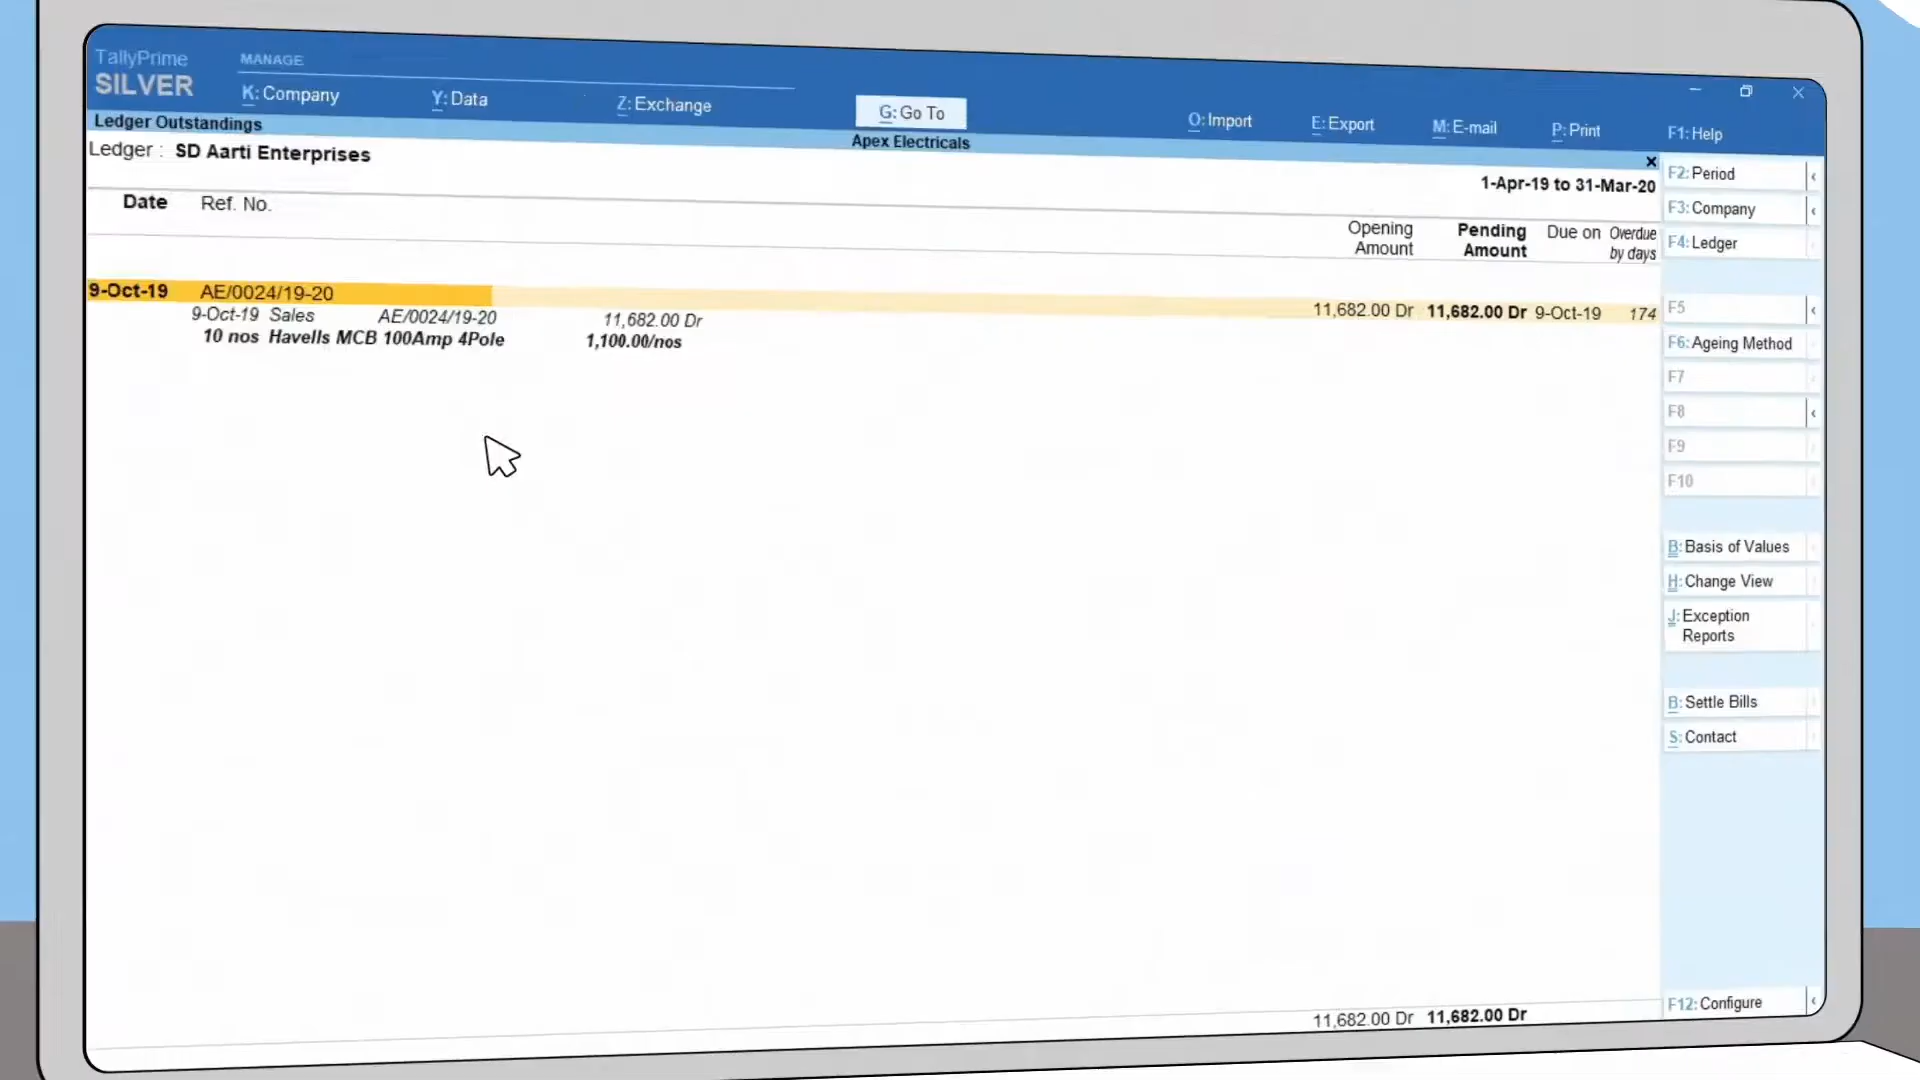 TallyPrime
SILVER
MANAGE
K: Company
Y: Data
Z: Exchange
G: Go To
O: Import
E: Export
M: E-mail
P: Print
F1: Help
Ledger Outstandings
Apex Electricals
Ledger : SD Aarti Enterprises
1-Apr-19 to 31-Mar-20
Date Ref. No.
Opening Amount
Pending Amount
Due on
Overdue by days
9-Oct-19 AE/0024/19-20 11,682.00 Dr 11,682.00 Dr 9-Oct-19 174
9-Oct-19 Sales AE/0024/19-20 11,682.00 Dr
10 nos Havells MCB 100Amp 4Pole 1,100.00/nos
11,682.00 Dr 11,682.00 Dr
F2: Period
F3: Company
F4: Ledger
F5
F6: Ageing Method
F7
F8
F9
F10
B: Basis of Values
H: Change View
J: Exception
Reports
B: Settle Bills
S: Contact
F12: Configure